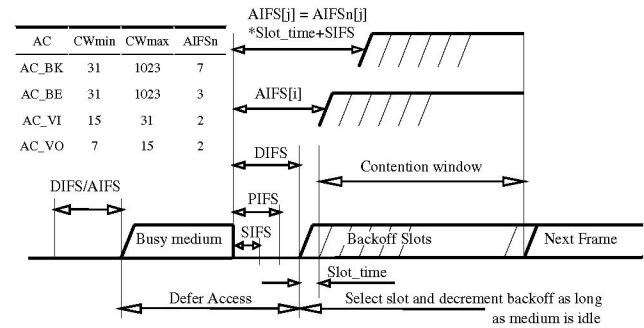 AIFS[j] = AIFSn[j]
*Slot_time+SIFS
AC CWmin CWmax AIFSn
AC_BK 31 1023 7
AC_BE 31 1023 3
AC_VI 15 31 2
AC_VO 7 15 2
AIFS[i]
DIFS
Contention window
DIFS/AIFS
PIFS
Busy medium
SIFS
Backoff Slots
Next Frame
Slot_time
Defer Access
Select slot and decrement backoff as long
as medium is idle